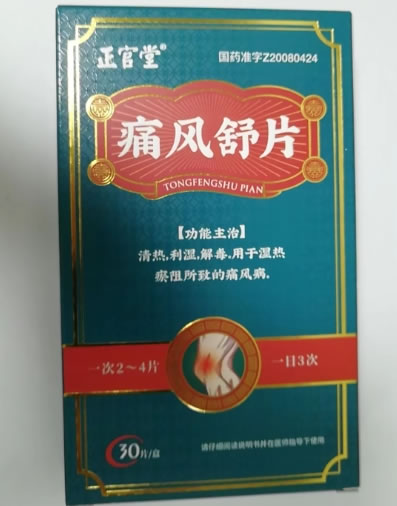 正官堂®
国药准字Z20080424
痛风舒片
TONGFENGSHU PIAN
【功能主治】
清热,利湿,解毒,用于湿热
瘀阻所致的痛风病.
一次2～4片
一日3次
30片/盒
请仔细阅读说明书并在医师指导下使用